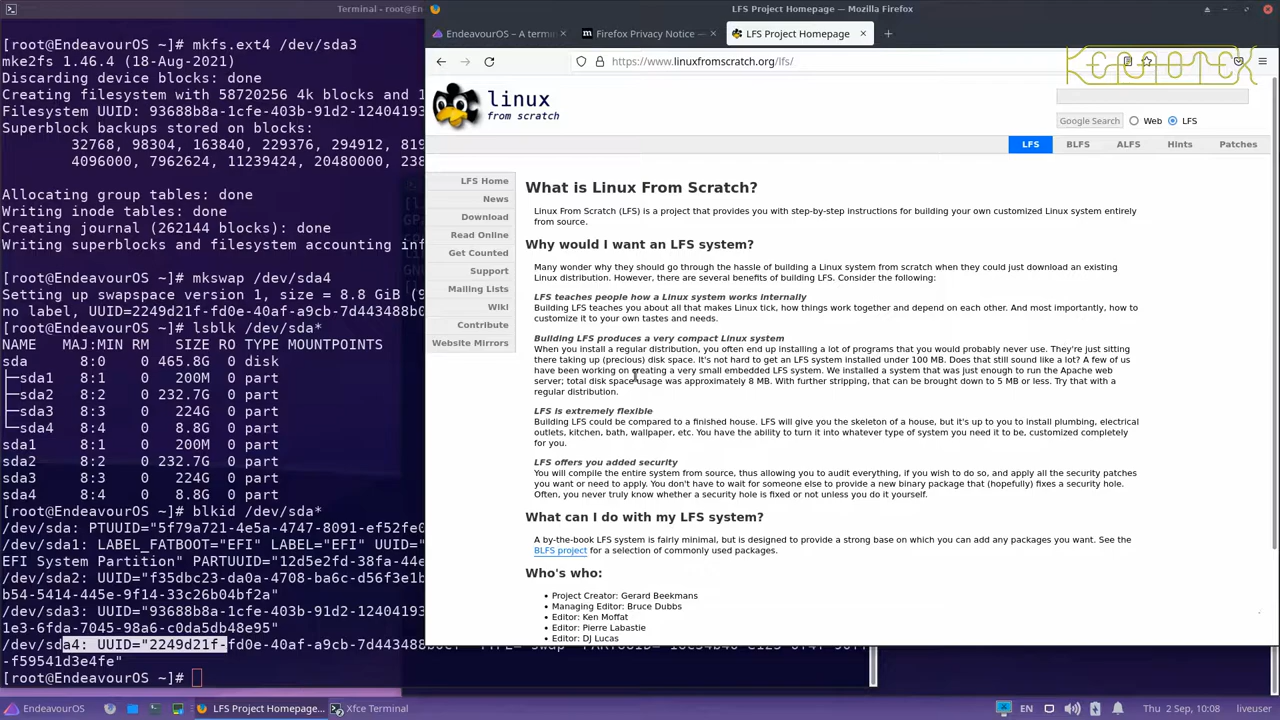 Terminal - root@En
[root@EndeavourOS ~]# mkfs.ext4 /dev/sda3
mke2fs 1.46.4 (18-Aug-2021)
Discarding device blocks: done
Creating filesystem with 58720256 4k blocks and 1
Filesystem UUID: 93688b8a-1cfe-403b-91d2-12404193
Superblock backups stored on blocks:
32768, 98304, 163840, 229376, 294912, 819
4096000, 7962624, 11239424, 20480000, 238
Allocating group tables: done
Writing inode tables: done
Creating journal (262144 blocks): done
Writing superblocks and filesystem accounting inf
[root@EndeavourOS ~]# mkswap /dev/sda4
Setting up swapspace version 1, size = 8.8 GiB (9
no label, UUID=2249d21f-fd0e-40af-a9cb-7d443488b0
[root@EndeavourOS ~]# lsblk /dev/sda*
NAME MAJ:MIN RM SIZE RO TYPE MOUNTPOINTS
sda 8:0 0 465.8G 0 disk
├─sda1 8:1 0 200M 0 part
├─sda2 8:2 0 232.7G 0 part
├─sda3 8:3 0 224G 0 part
└─sda4 8:4 0 8.8G 0 part
sda1 8:1 0 200M 0 part
sda2 8:2 0 232.7G 0 part
sda3 8:3 0 224G 0 part
sda4 8:4 0 8.8G 0 part
[root@EndeavourOS ~]# blkid /dev/sda*
/dev/sda: PTUUID="5f79a721-4e5a-4747-8091-ef52fe0
/dev/sda1: LABEL_FATBOOT="EFI" LABEL="EFI" UUID="
EFI System Partition" PARTUUID="12d5e2fd-38fa-44e
/dev/sda2: UUID="f35dbc23-da0a-4708-ba6c-d56f3e1b
b54-5414-445e-9f14-33c26b04bf2a"
/dev/sda3: UUID="93688b8a-1cfe-403b-91d2-12404193
1e3-6fda-7045-98a6-c0da5db48e95"
/dev/sda4: UUID="2249d21f-fd0e-40af-a9cb-7d443488
-f59541d3e4fe"
[root@EndeavourOS ~]#
LFS Project Homepage — Mozilla Firefox
EndeavourOS – A termi
Firefox Privacy Notice —
LFS Project Homepage
https://www.linuxfromscratch.org/lfs/
KEMOTEX
linux
from scratch
Google Search Web LFS
LFS BLFS ALFS Hints Patches
LFS Home
News
Download
Read Online
Get Counted
Support
Mailing Lists
Wiki
Contribute
Website Mirrors
What is Linux From Scratch?
Linux From Scratch (LFS) is a project that provides you with step-by-step instructions for building your own customized Linux system entirely
from source.
Why would I want an LFS system?
Many wonder why they should go through the hassle of building a Linux system from scratch when they could just download an existing
Linux distribution. However, there are several benefits of building LFS. Consider the following:
LFS teaches people how a Linux system works internally
Building LFS teaches you about all that makes Linux tick, how things work together and depend on each other. And most importantly, how to
customize it to your own tastes and needs.
Building LFS produces a very compact Linux system
When you install a regular distribution, you often end up installing a lot of programs that you would probably never use. They're just sitting
there taking up (precious) disk space. It's not hard to get an LFS system installed under 100 MB. Does that still sound like a lot? A few of us
have been working on creating a very small embedded LFS system. We installed a system that was just enough to run the Apache web
server; total disk space usage was approximately 8 MB. With further stripping, that can be brought down to 5 MB or less. Try that with a
regular distribution.
LFS is extremely flexible
Building LFS could be compared to a finished house. LFS will give you the skeleton of a house, but it's up to you to install plumbing, electrical
outlets, kitchen, bath, wallpaper, etc. You have the ability to turn it into whatever type of system you need it to be, customized completely
for you.
LFS offers you added security
You will compile the entire system from source, thus allowing you to audit everything, if you wish to do so, and apply all the security patches
you want or need to apply. You don't have to wait for someone else to provide a new binary package that (hopefully) fixes a security hole.
Often, you never truly know whether a security hole is fixed or not unless you do it yourself.
What can I do with my LFS system?
A by-the-book LFS system is fairly minimal, but is designed to provide a strong base on which you can add any packages you want. See the
BLFS project for a selection of commonly used packages.
Who's who:
• Project Creator: Gerard Beekmans
• Managing Editor: Bruce Dubbs
• Editor: Ken Moffat
• Editor: Pierre Labastie
• Editor: DJ Lucas
EndeavourOS LFS Project Homepage... Xfce Terminal EN Thu 2 Sep, 10:08 liveuser